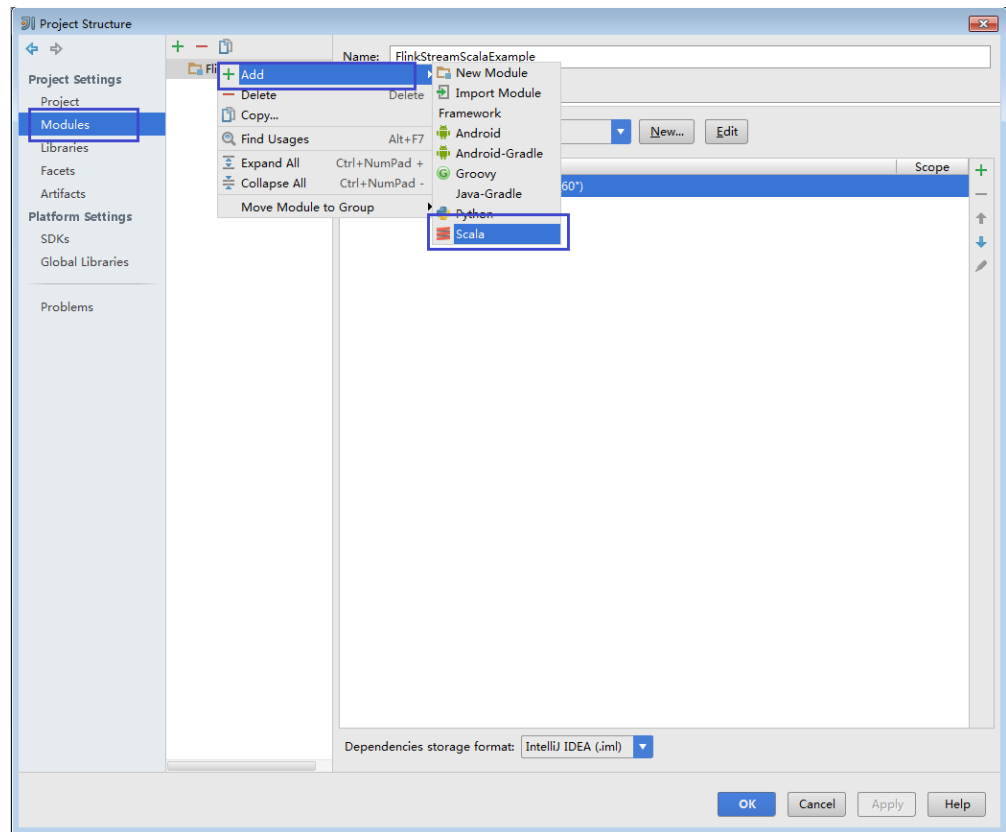 Project Structure
Project Settings
Project
Modules
Libraries
Facets
Artifacts
Platform Settings
SDKs
Global Libraries
Problems
Fli
Add
Delete Delete
Copy...
Find Usages Alt+F7
Expand All Ctrl+NumPad +
Collapse All Ctrl+NumPad -
Move Module to Group
New Module
Import Module
Framework
Android
Android-Gradle
Groovy
Java-Gradle
Python
Scala
Name: FlinkStreamScalaExample
New... Edit
Scope
60")
Dependencies storage format: IntelliJ IDEA (.iml)
OK Cancel Apply Help